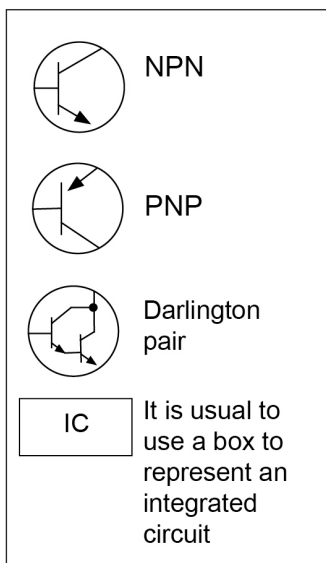 NPN
PNP
Darlington
pair
IC
It is usual to
use a box to
represent an
integrated
circuit